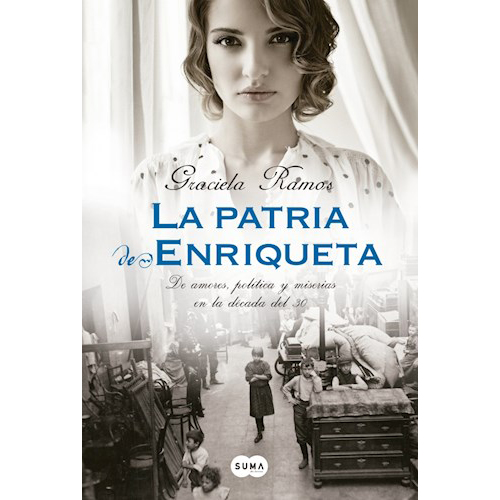 Graciela Ramos
LA PATRIA
de ENRIQUETA
De amores, política y miserias
en la década del 30
SUMA